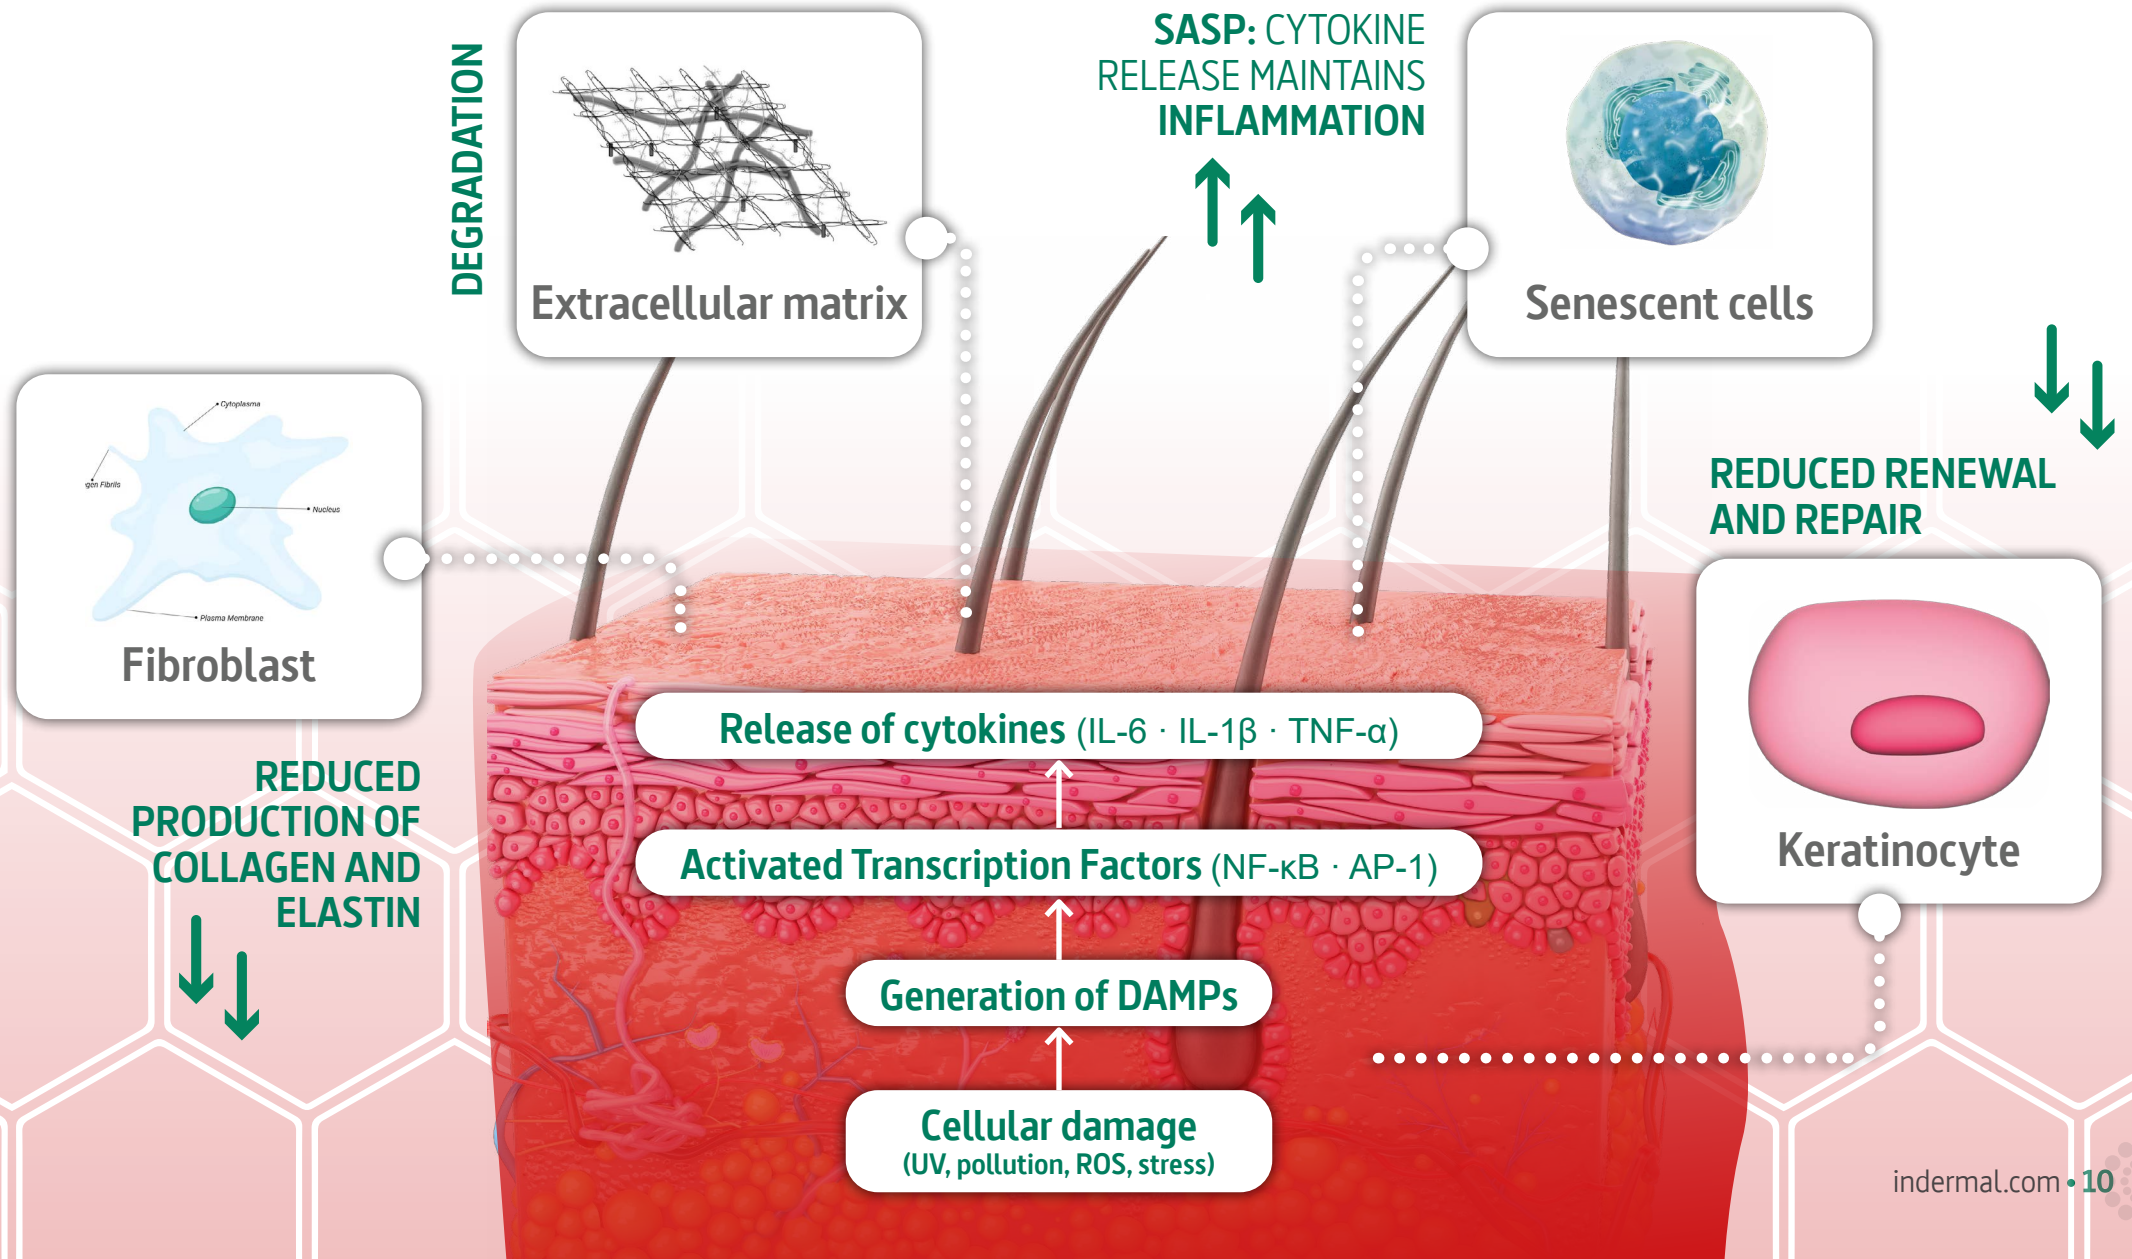 DEGRADATION
Extracellular matrix
SASP: CYTOKINE
RELEASE MAINTAINS
INFLAMMATION
Senescent cells
Cytoplasma
gen Fibrils
Nucleus
Plasma Membrane
Fibroblast
REDUCED
PRODUCTION OF
COLLAGEN AND
ELASTIN
REDUCED RENEWAL
AND REPAIR
Keratinocyte
Release of cytokines (IL-6 · IL-1β · TNF-α)
Activated Transcription Factors (NF-κB · AP-1)
Generation of DAMPs
Cellular damage
(UV, pollution, ROS, stress)
indermal.com • 10